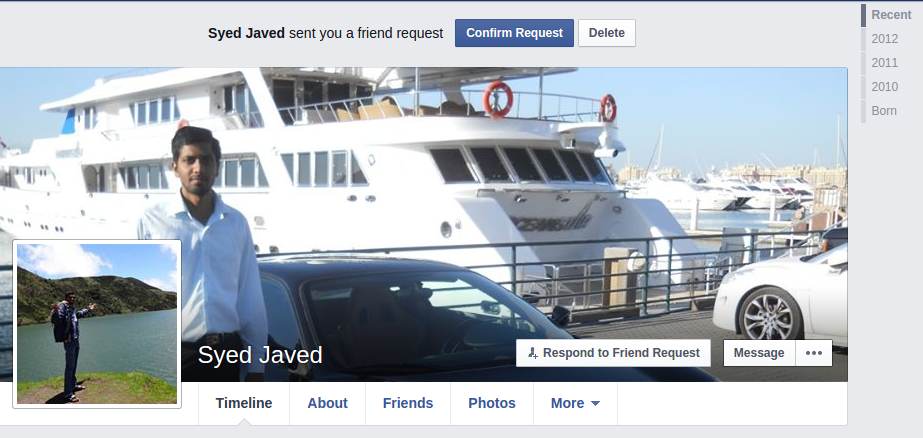 Syed Javed sent you a friend request Confirm Request Delete
Recent
2012
2011
2010
Born
Syed Javed
Respond to Friend Request
Message
Timeline About Friends Photos More